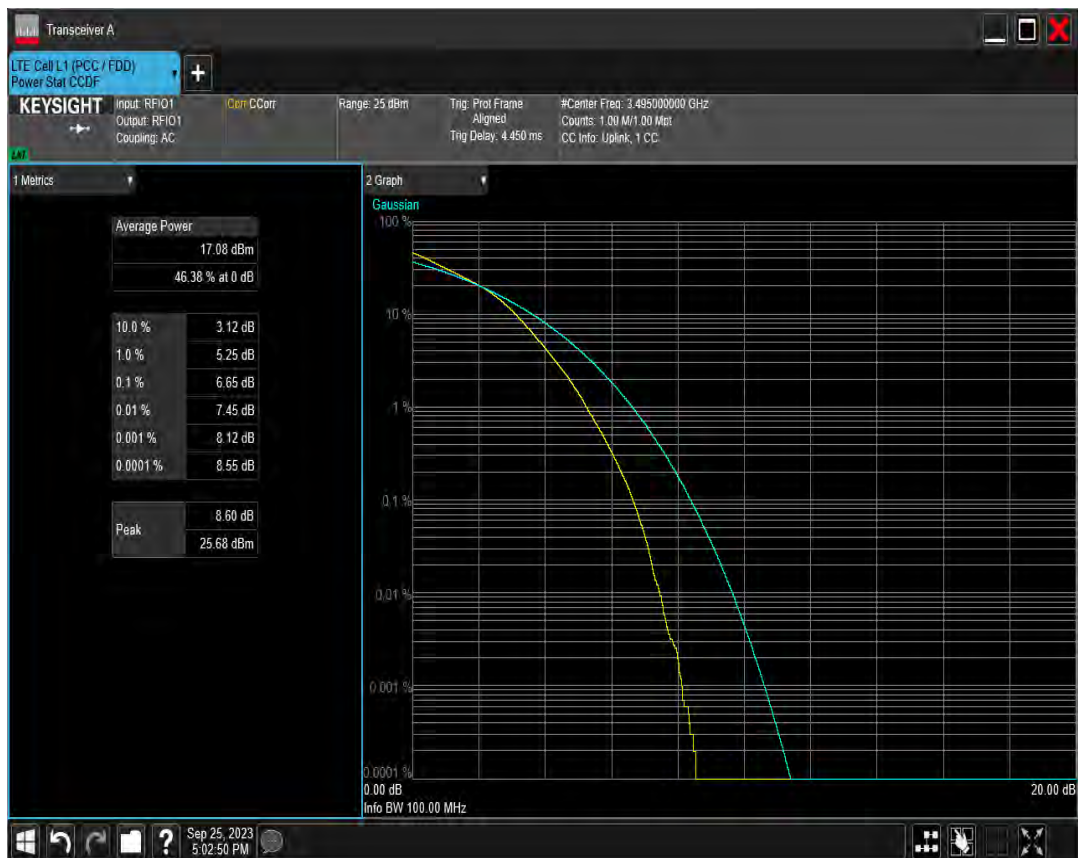 Transceiver A
LTE Cell L1 (PCC / FDD)
Power Stat CCDF
+
KEYSIGHT
Input: RFIO1
Output: RFIO1
Coupling: AC
Corr CCorr
Range: 25 dBm
Trig: Prot Frame
Aligned
Trig Delay: 4.450 ms
#Center Freq: 3.495000000 GHz
Counts: 1.00 M/1.00 Mpt
CC Info: Uplink, 1 CC
1 Metrics
Average Power
17.08 dBm
46.38 % at 0 dB
10.0 % 3.12 dB
1.0 % 5.25 dB
0.1 % 6.65 dB
0.01 % 7.45 dB
0.001 % 8.12 dB
0.0001 % 8.55 dB
Peak
8.60 dB
25.68 dBm
2 Graph
Gaussian
100 %
10 %
1 %
0.1 %
0.01 %
0.001 %
0.0001 %
0.00 dB
20.00 dB
Info BW 100.00 MHz
?
Sep 25, 2023
5:02:50 PM